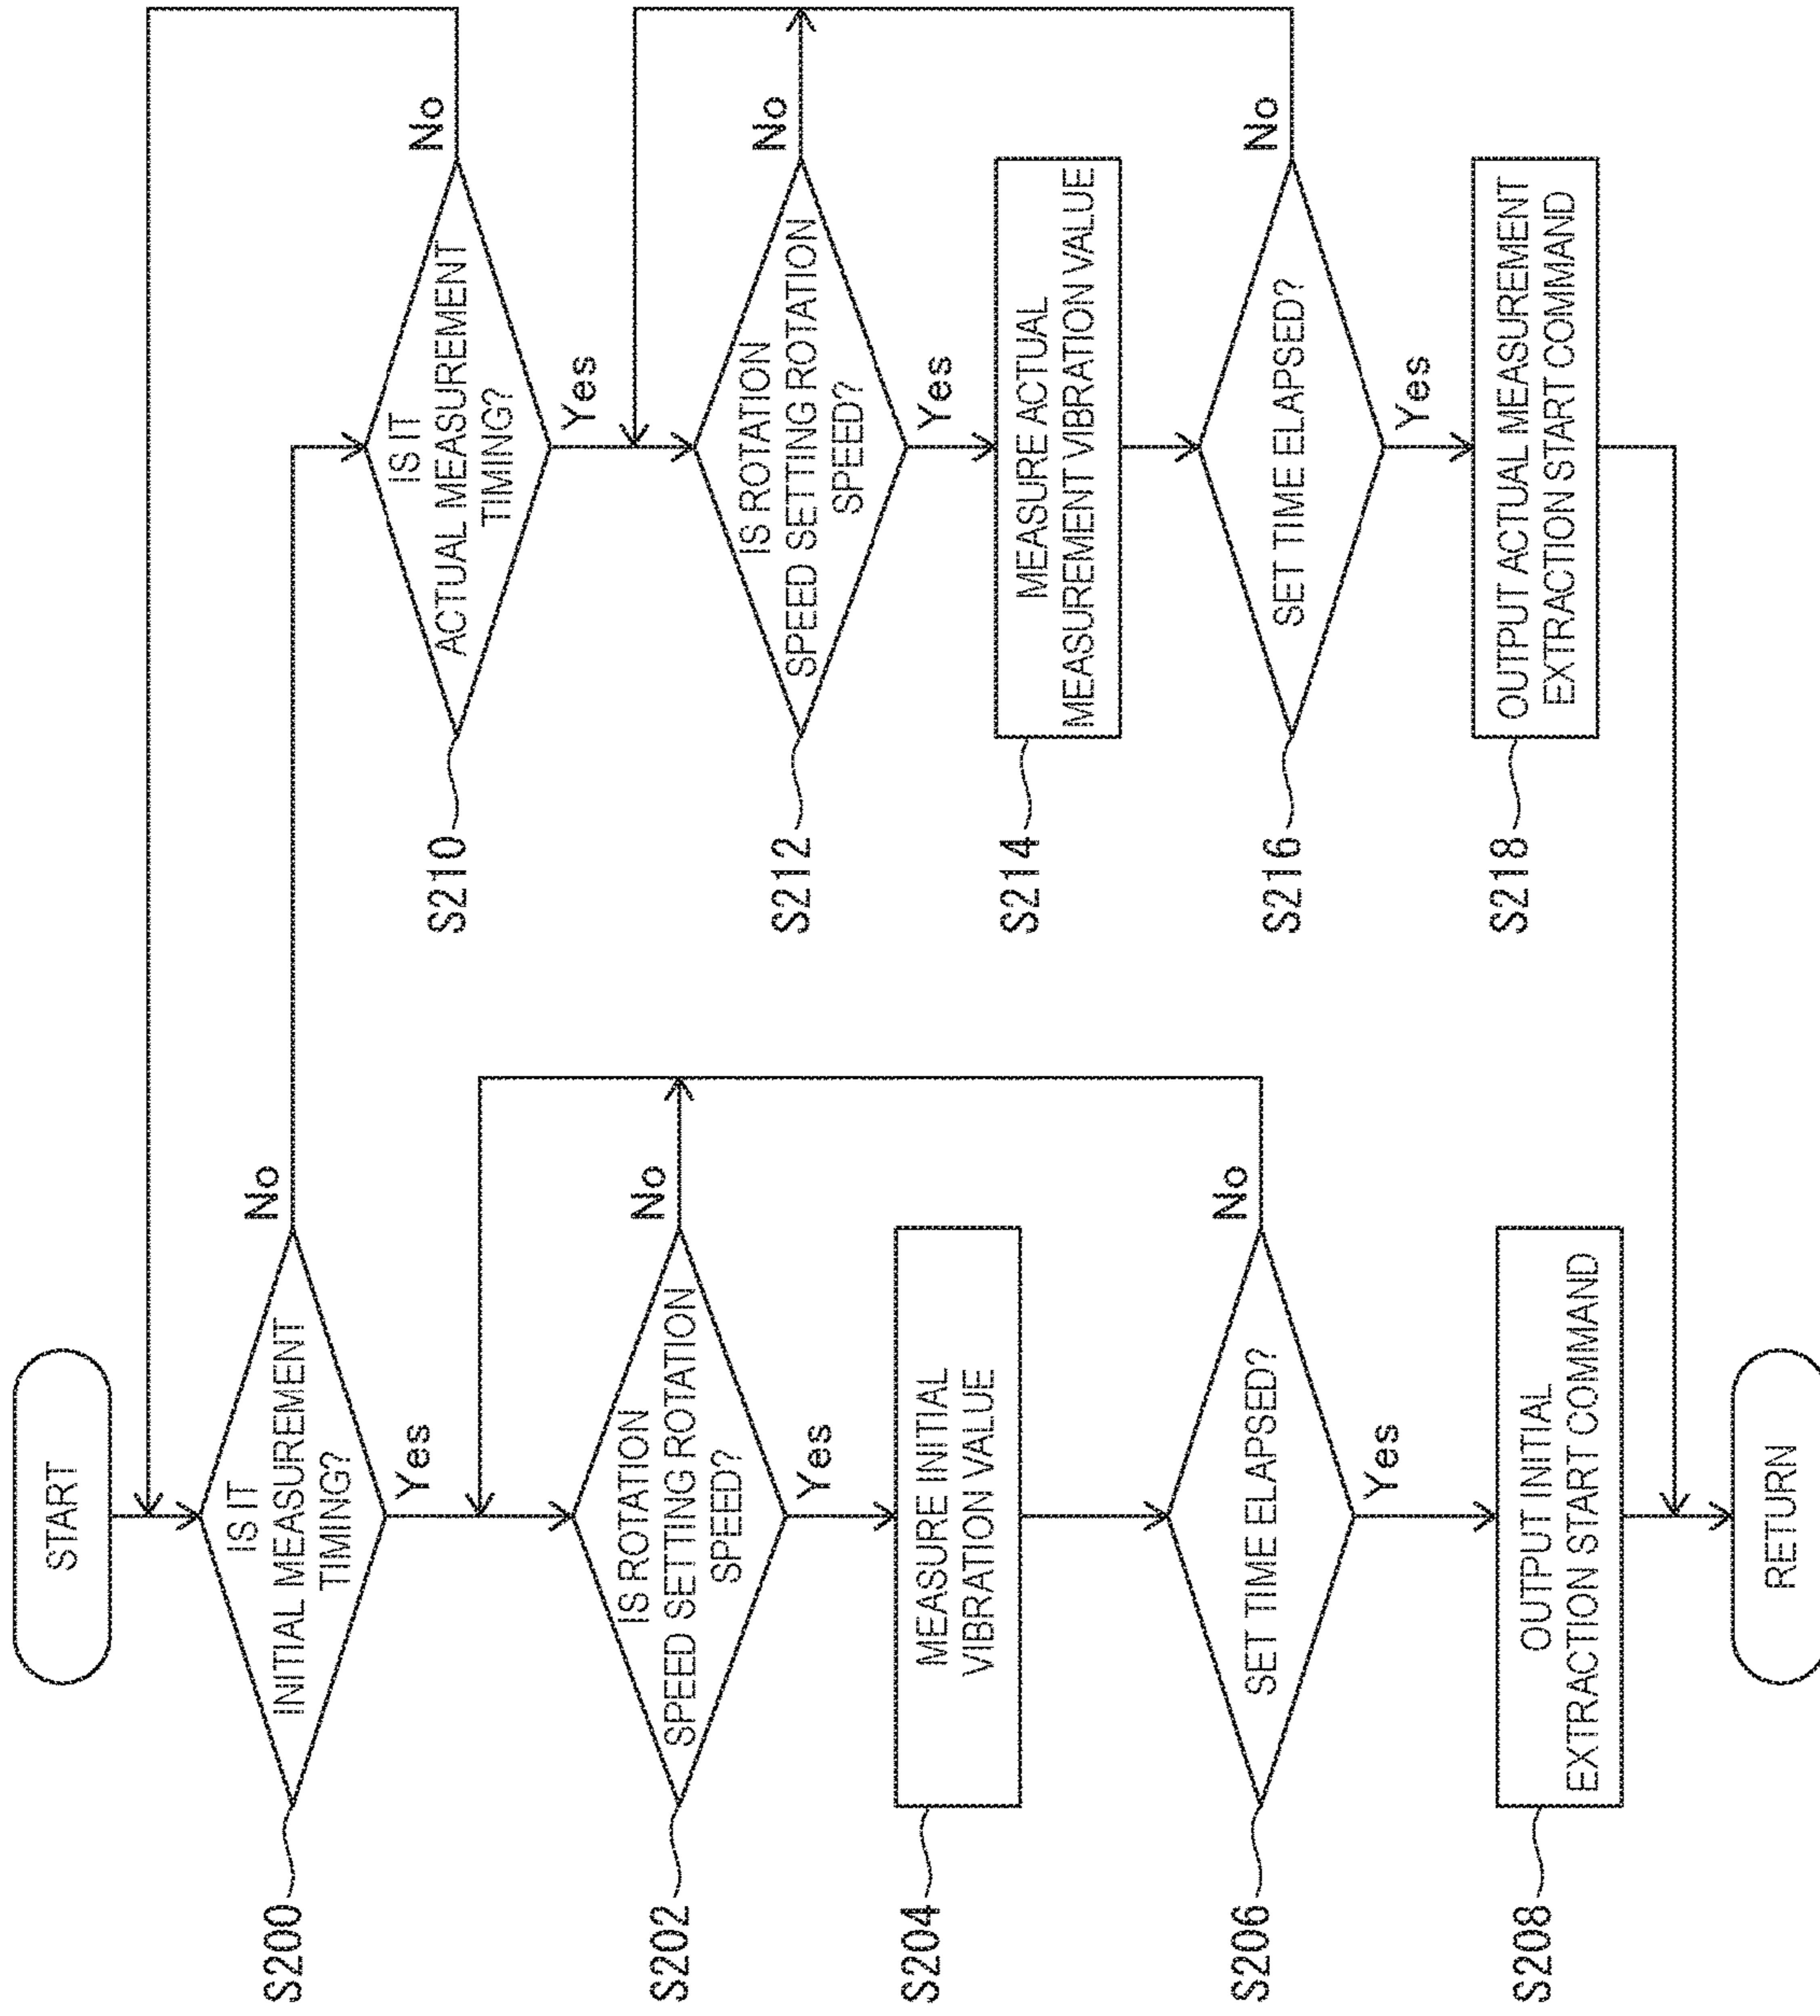 START
S200
IS IT
INITIAL MEASUREMENT
TIMING?
No
Yes
S202
IS ROTATION
SPEED SETTING ROTATION
SPEED?
No
Yes
S204
MEASURE INITIAL
VIBRATION VALUE
S206
SET TIME ELAPSED?
No
Yes
S208
OUTPUT INITIAL
EXTRACTION START COMMAND
RETURN
S210
IS IT
ACTUAL MEASUREMENT
TIMING?
No
Yes
S212
IS ROTATION
SPEED SETTING ROTATION
SPEED?
No
Yes
S214
MEASURE ACTUAL
MEASUREMENT VIBRATION VALUE
S216
SET TIME ELAPSED?
No
Yes
S218
OUTPUT ACTUAL MEASUREMENT
EXTRACTION START COMMAND